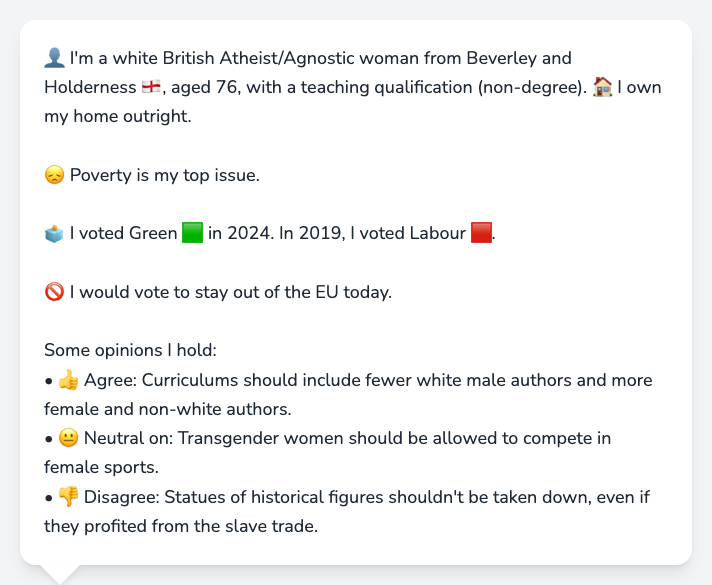 👤 I'm a white British Atheist/Agnostic woman from Beverley and
Holderness 🏴󠁧󠁢󠁥󠁮󠁧󠁿, aged 76, with a teaching qualification (non-degree). 🏠 I own
my home outright.
😞 Poverty is my top issue.
🗳️ I voted Green 🟩 in 2024. In 2019, I voted Labour 🟥.
🚫 I would vote to stay out of the EU today.
Some opinions I hold:
• 👍 Agree: Curriculums should include fewer white male authors and more
female and non-white authors.
• 😐 Neutral on: Transgender women should be allowed to compete in
female sports.
• 👎 Disagree: Statues of historical figures shouldn't be taken down, even if
they profited from the slave trade.